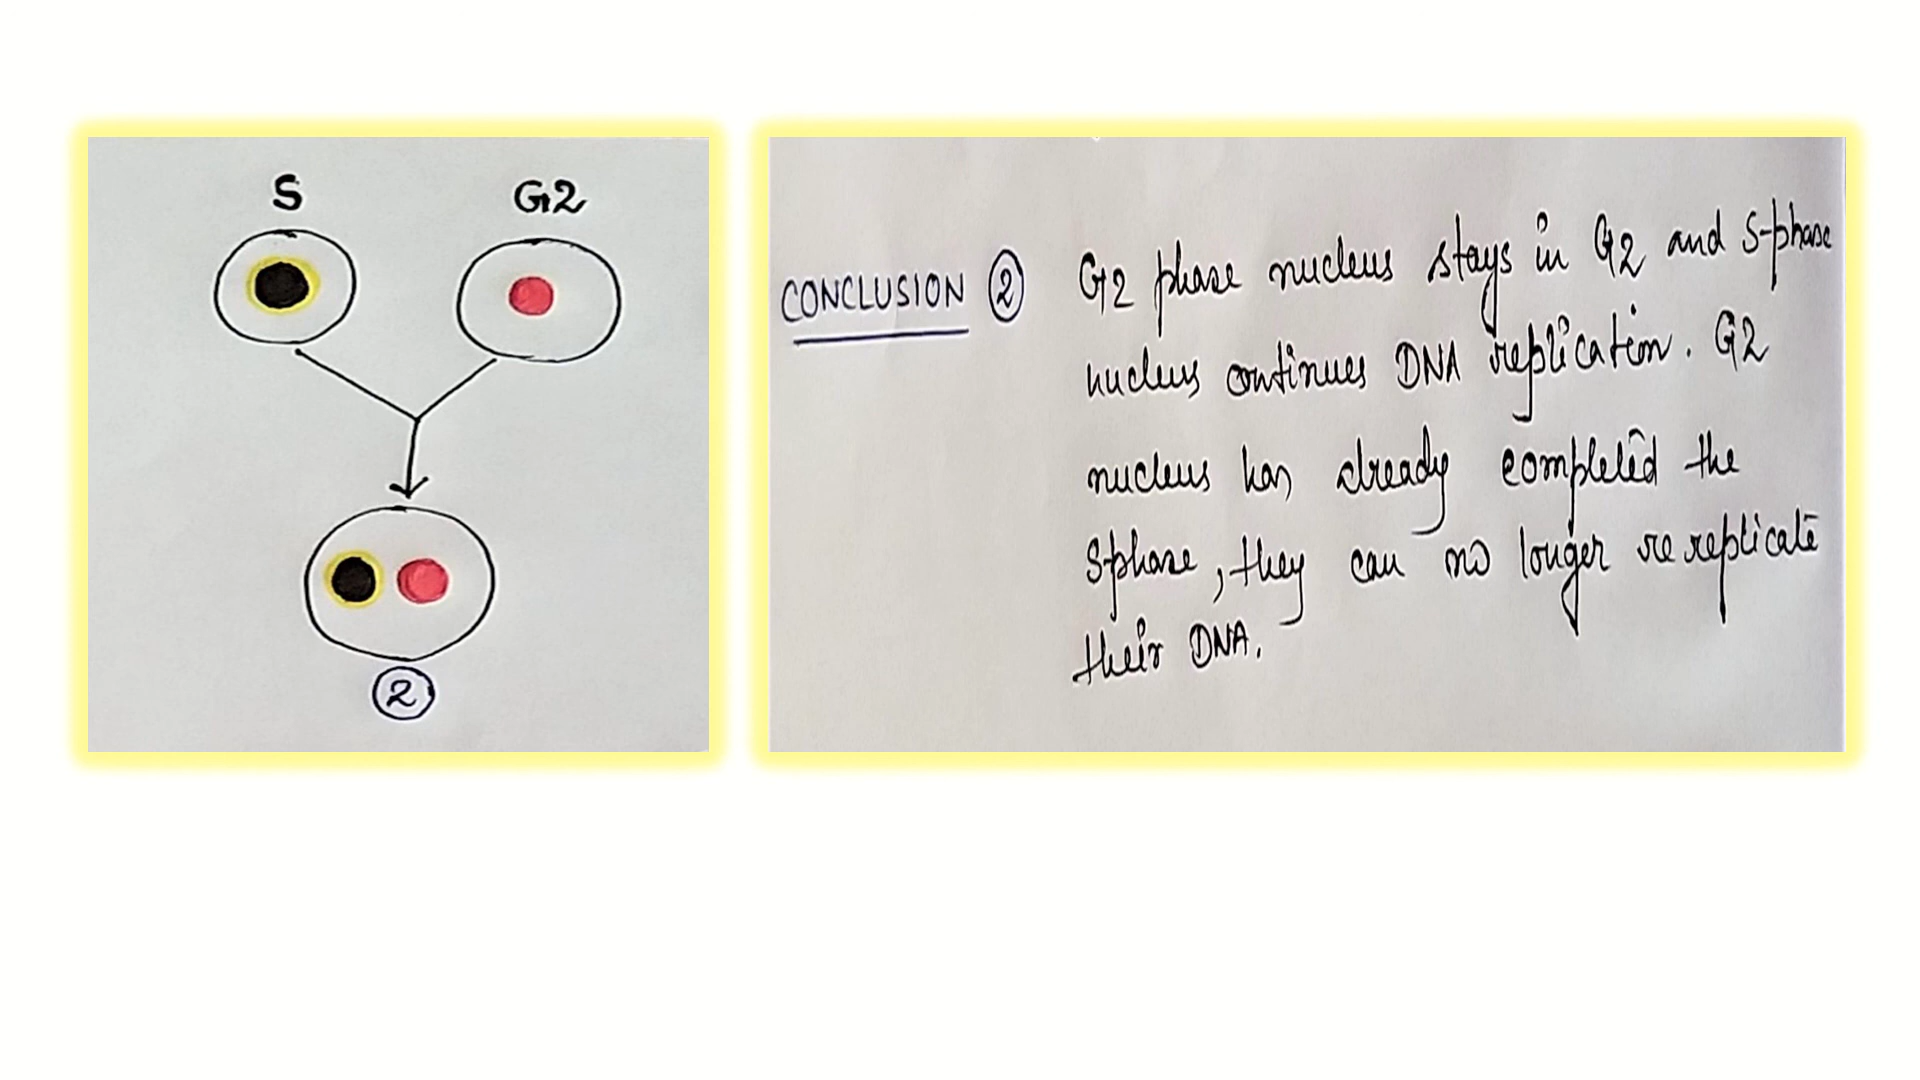 S
G2
2
CONCLUSION 2 G2 phase nucleus stays in G2 and S-phase
nucleus continues DNA replication. G2
nucleus has already completed the
Sphase, they can no longer re replicate
their DNA.